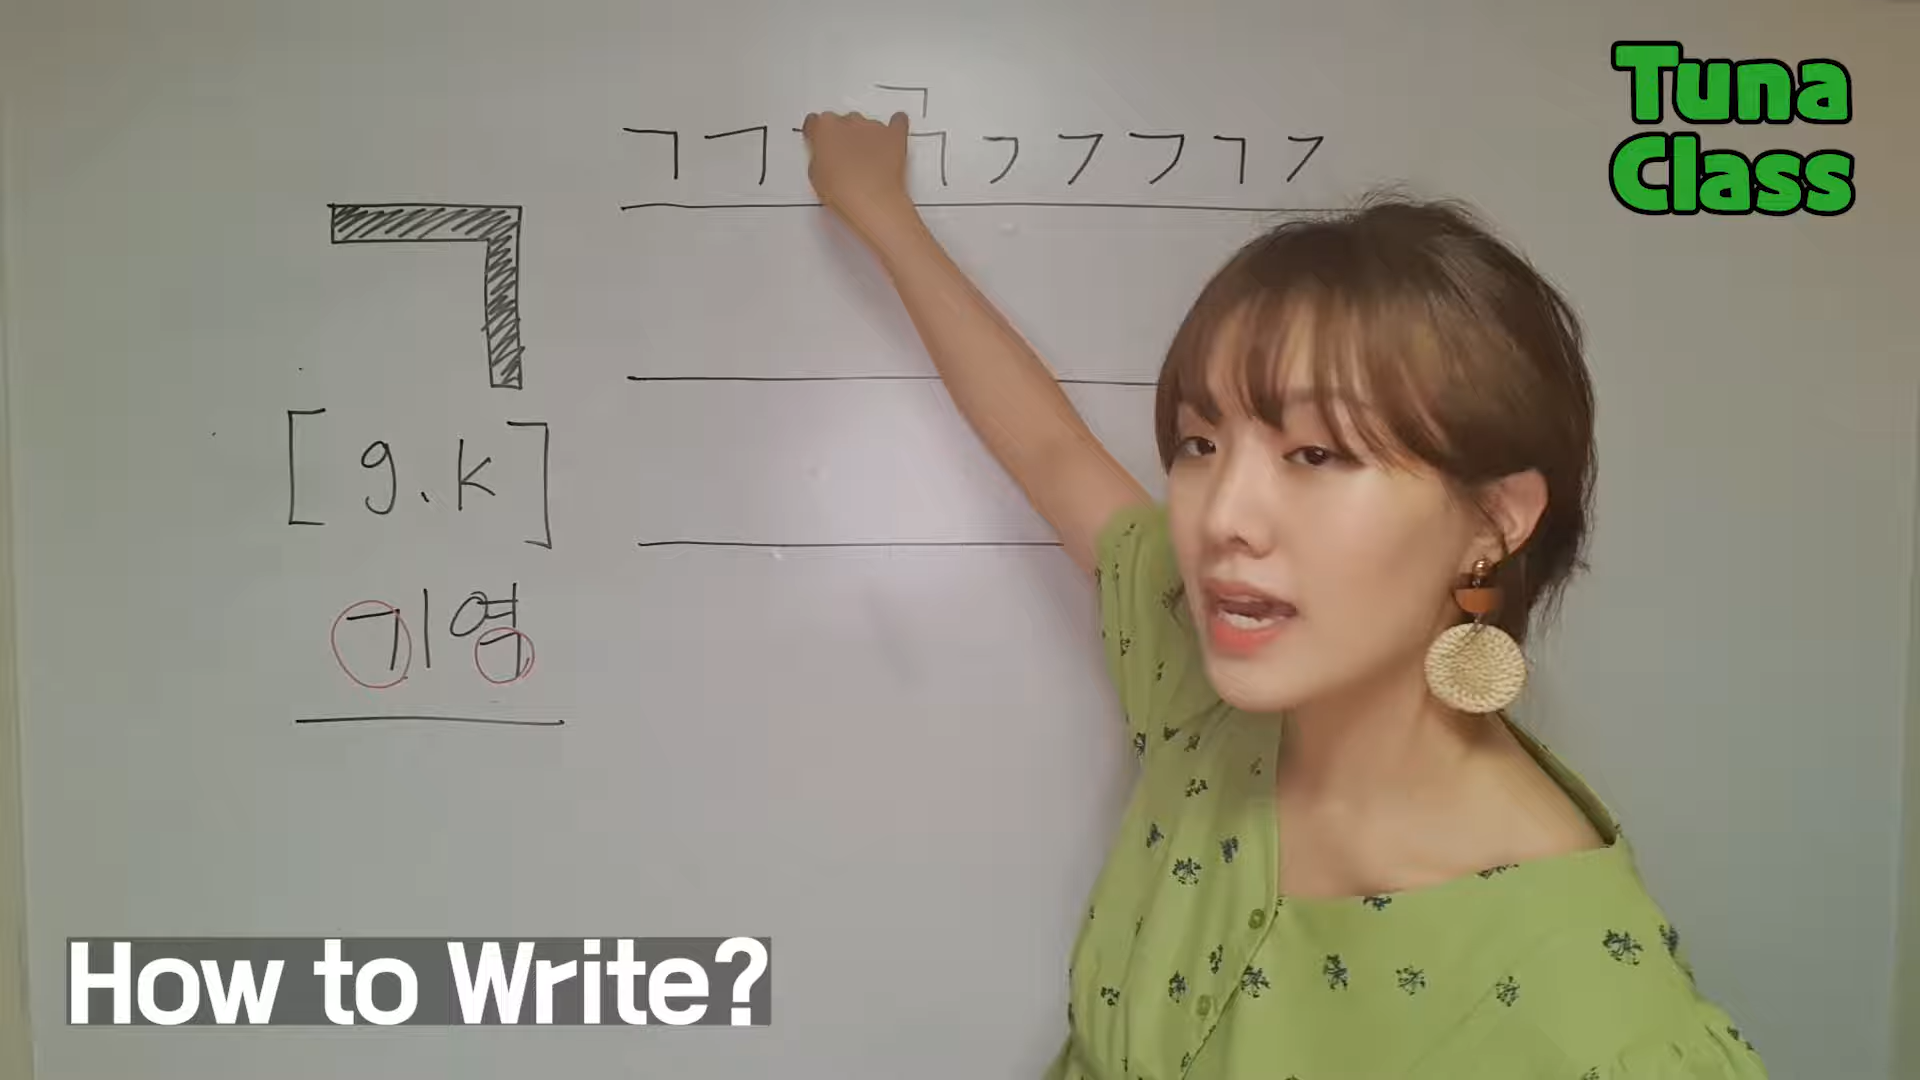 Tuna
Class
ㄱ
ㄱ ㄱ ㄱ ㄱ ㄱ ㄱ ㄱ ㄱ
ㄱ
[g.k]
기역
How to Write?